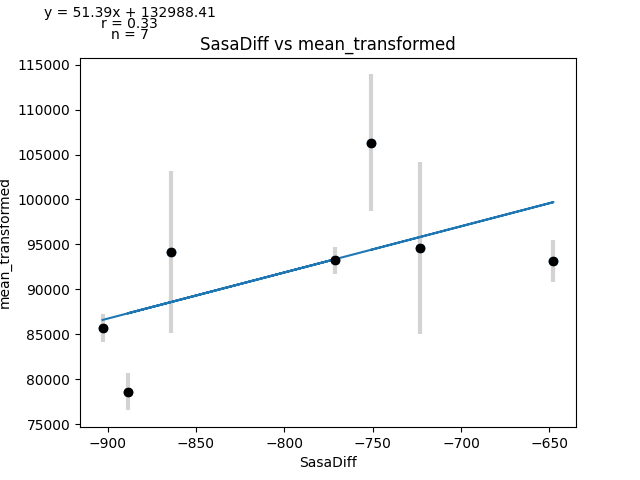 y = 51.39x + 132988.41
r = 0.33
n = 7
SasaDiff vs mean_transformed
115000
110000
105000
100000
95000
90000
85000
80000
75000
mean_transformed
−900
−850
−800
−750
−700
−650
SasaDiff